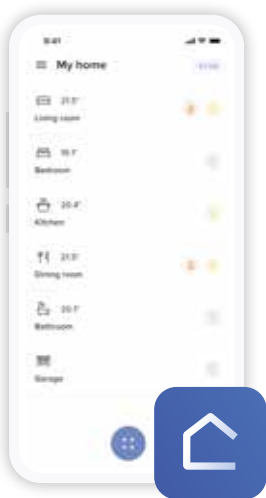 9:41
My home
21.5°
Living room
Bedroom
20.4°
Kitchen
21.5°
Dining room
Bathroom
Garage